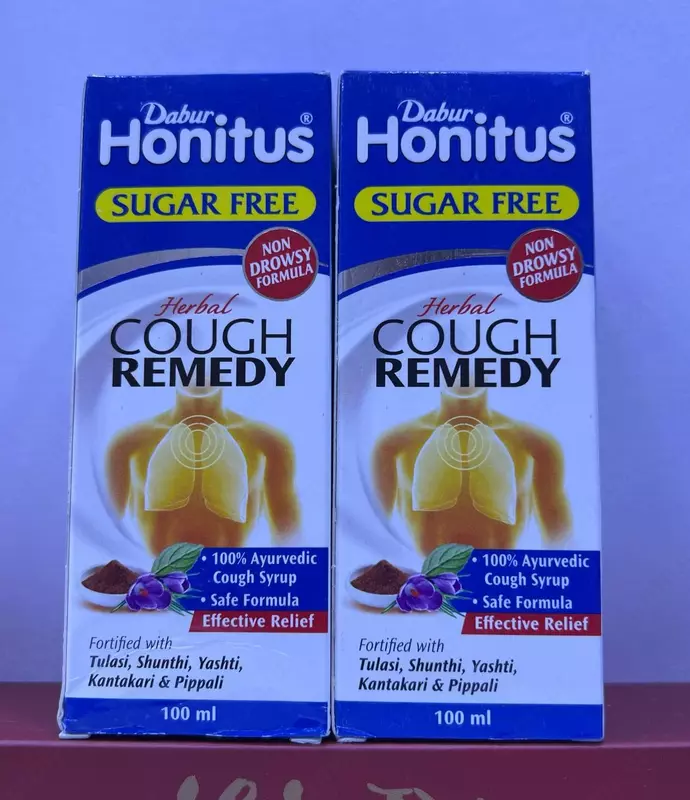 Dabur
Honitus®
SUGAR FREE
NON
DROWSY
FORMULA
Herbal
COUGH
REMEDY
• 100% Ayurvedic
Cough Syrup
• Safe Formula
Effective Relief
Fortified with
Tulasi, Shunthi, Yashti,
Kantakari & Pippali
100 ml
Dabur
Honitus®
SUGAR FREE
NON
DROWSY
FORMULA
Herbal
COUGH
REMEDY
• 100% Ayurvedic
Cough Syrup
• Safe Formula
Effective Relief
Fortified with
Tulasi, Shunthi, Yashti,
Kantakari & Pippali
100 ml